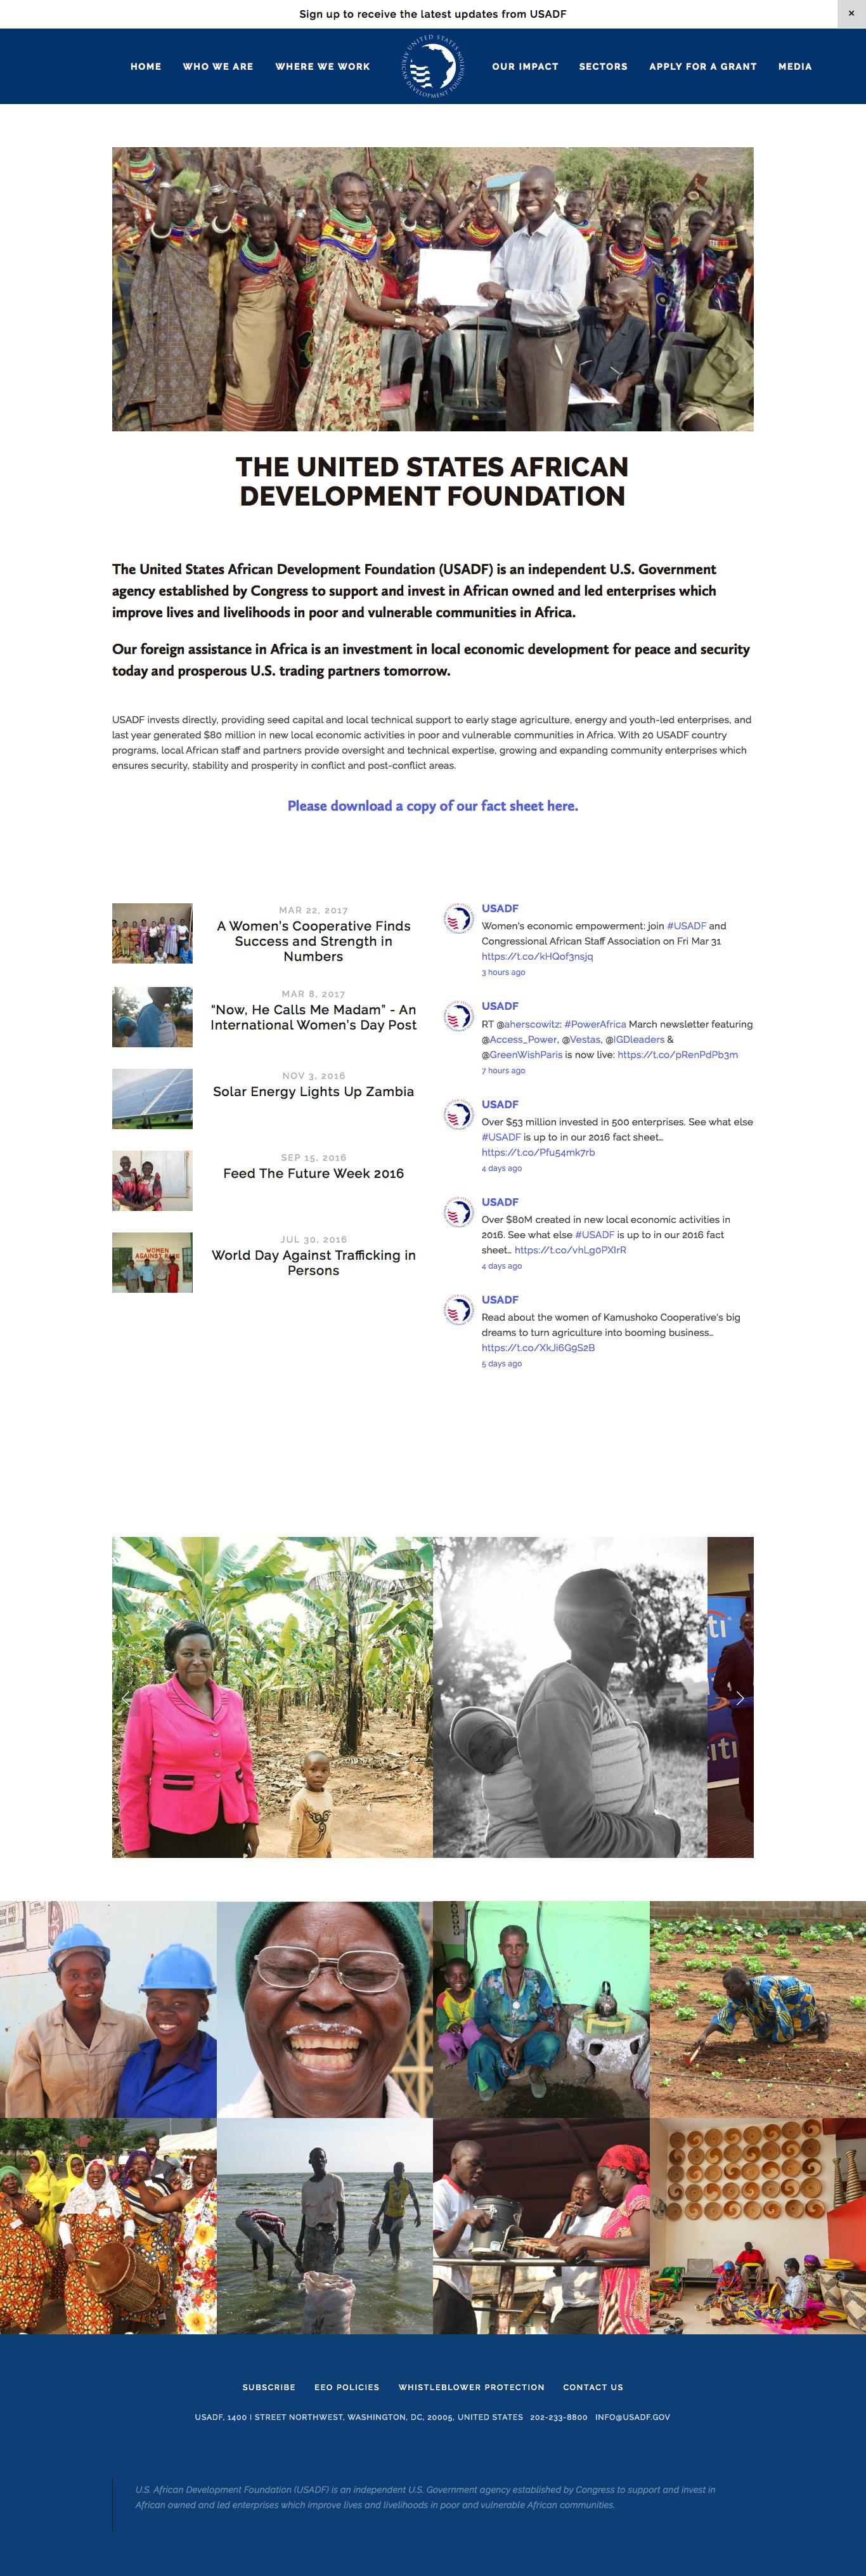 Sign up to receive the latest updates from USADF
×
HOME WHO WE ARE WHERE WE WORK
UNITED STATES AFRICAN DEVELOPMENT FOUNDATION
OUR IMPACT SECTORS APPLY FOR A GRANT MEDIA
THE UNITED STATES AFRICAN
DEVELOPMENT FOUNDATION
The United States African Development Foundation (USADF) is an independent U.S. Government
agency established by Congress to support and invest in African owned and led enterprises which
improve lives and livelihoods in poor and vulnerable communities in Africa.
Our foreign assistance in Africa is an investment in local economic development for peace and security
today and prosperous U.S. trading partners tomorrow.
USADF invests directly, providing seed capital and local technical support to early stage agriculture, energy and youth-led enterprises, and
last year generated $80 million in new local economic activities in poor and vulnerable communities in Africa. With 20 USADF country
programs, local African staff and partners provide oversight and technical expertise, growing and expanding community enterprises which
ensures security, stability and prosperity in conflict and post-conflict areas.
Please download a copy of our fact sheet here.
MAR 22, 2017
A Women's Cooperative Finds
Success and Strength in
Numbers
MAR 8, 2017
“Now, He Calls Me Madam” - An
International Women's Day Post
NOV 3, 2016
Solar Energy Lights Up Zambia
SEP 15, 2016
Feed The Future Week 2016
WOMEN
AGAINST RAPE
JUL 30, 2016
World Day Against Trafficking in
Persons
USADF
Women's economic empowerment: join #USADF and
Congressional African Staff Association on Fri Mar 31
https://t.co/kHQof3nsjq
3 hours ago
USADF
RT @aherscowitz: #PowerAfrica March newsletter featuring
@Access_Power, @Vestas, @IGDleaders &
@GreenWishParis is now live: https://t.co/pRenPdPb3m
7 hours ago
USADF
Over $53 million invested in 500 enterprises. See what else
#USADF is up to in our 2016 fact sheet…
https://t.co/Pfu54mk7rb
4 days ago
USADF
Over $80M created in new local economic activities in
2016. See what else #USADF is up to in our 2016 fact
sheet… https://t.co/vhLg0PXIrR
4 days ago
USADF
Read about the women of Kamushoko Cooperative's big
dreams to turn agriculture into booming business…
https://t.co/XkJi6G9S2B
5 days ago
iti
citi
SUBSCRIBE EEO POLICIES WHISTLEBLOWER PROTECTION CONTACT US
USADF, 1400 I STREET NORTHWEST, WASHINGTON, DC, 20005, UNITED STATES 202-233-8800 INFO@USADF.GOV
U.S. African Development Foundation (USADF) is an independent U.S. Government agency established by Congress to support and invest in
African owned and led enterprises which improve lives and livelihoods in poor and vulnerable African communities.